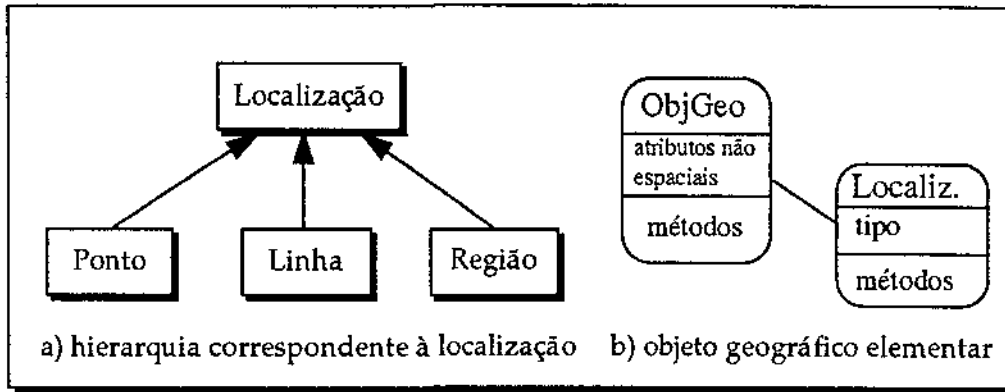 Localização
Ponto
Linha
Região
a) hierarquia correspondente à localização
ObjGeo
atributos não
espaciais
métodos
Localiz.
tipo
métodos
b) objeto geográfico elementar